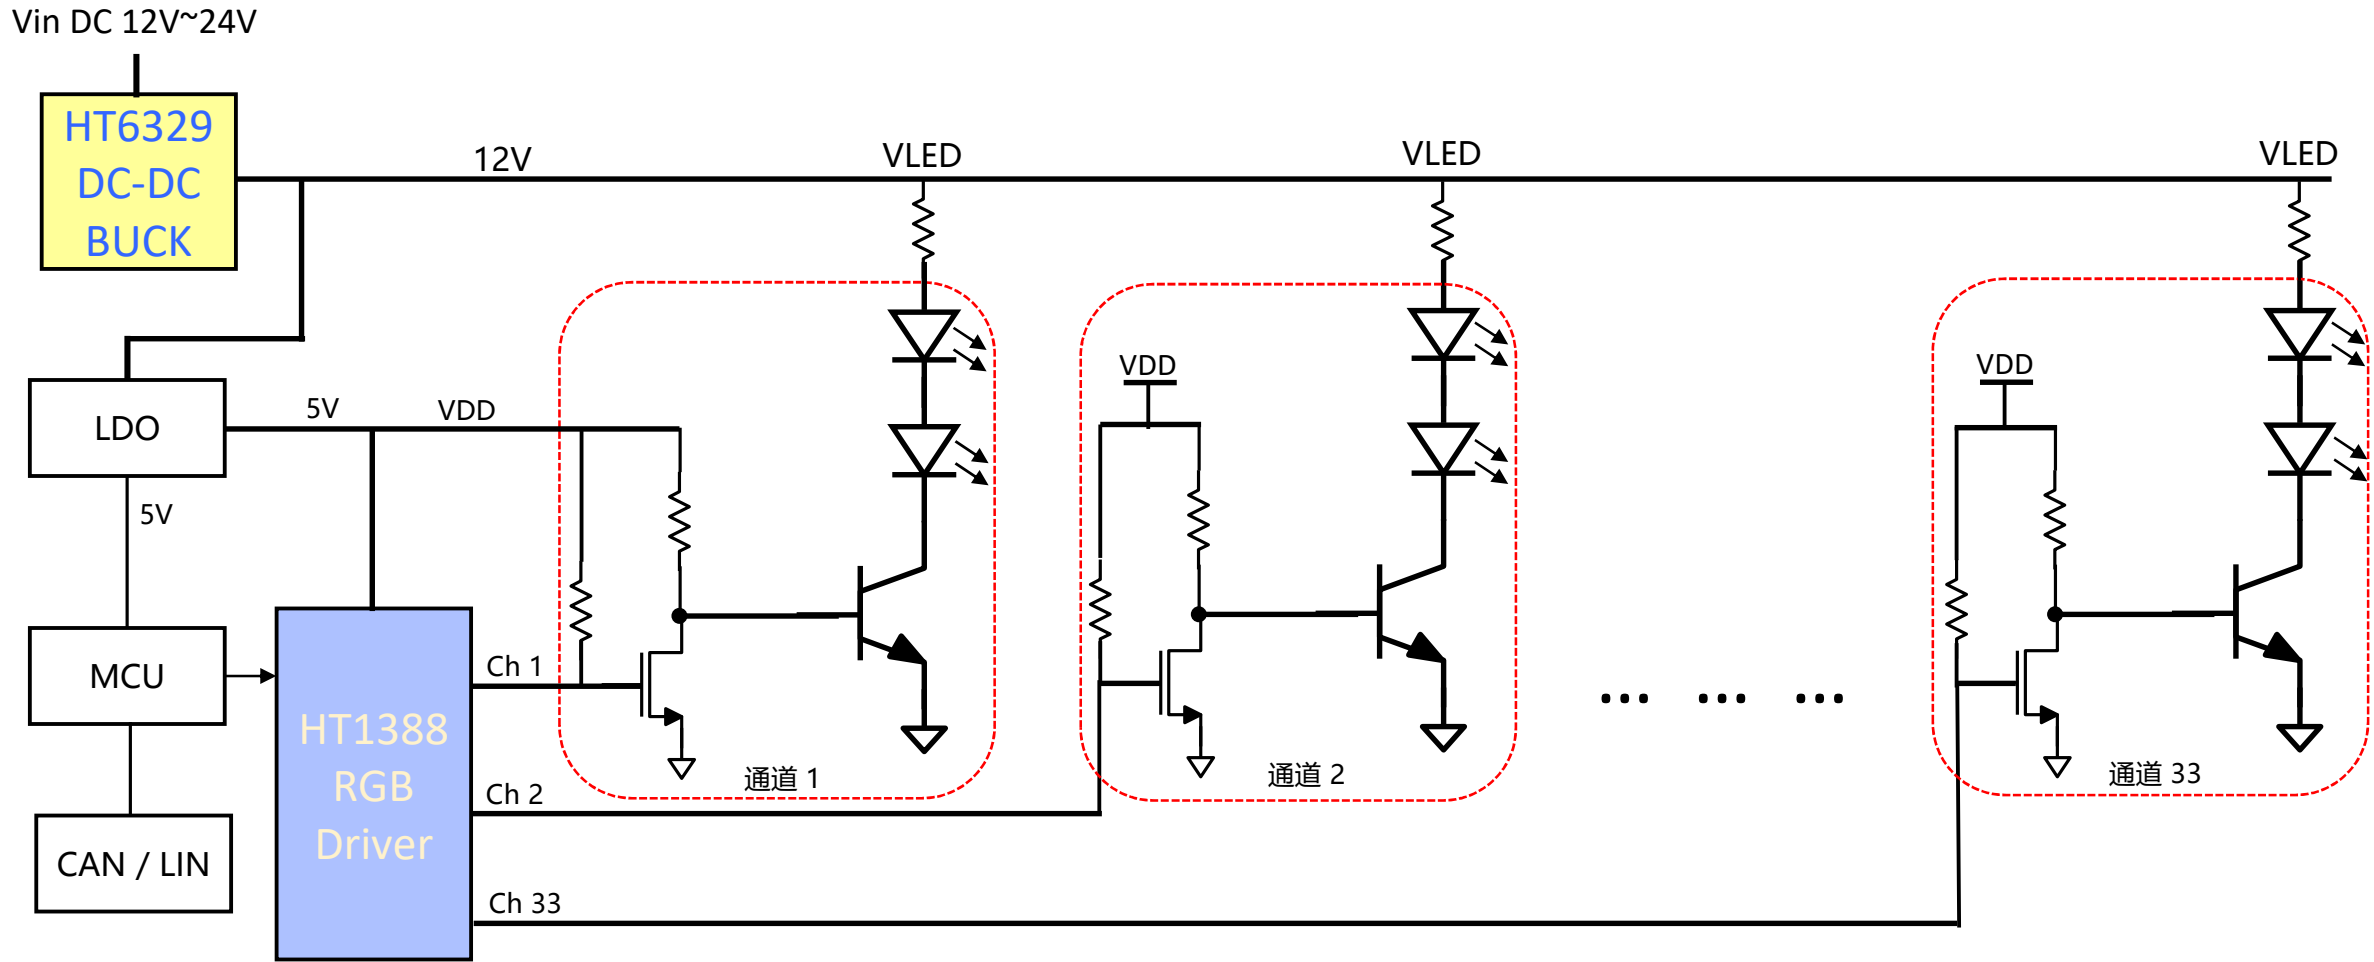 Vin DC 12V~24V
HT6329
DC-DC
BUCK
12V
VLED
VLED
VLED
LDO
5V
VDD
5V
VDD
VDD
MCU
HT1388
RGB
Driver
Ch 1
Ch 2
Ch 33
通道 1
通道 2
... ... ...
通道 33
CAN / LIN